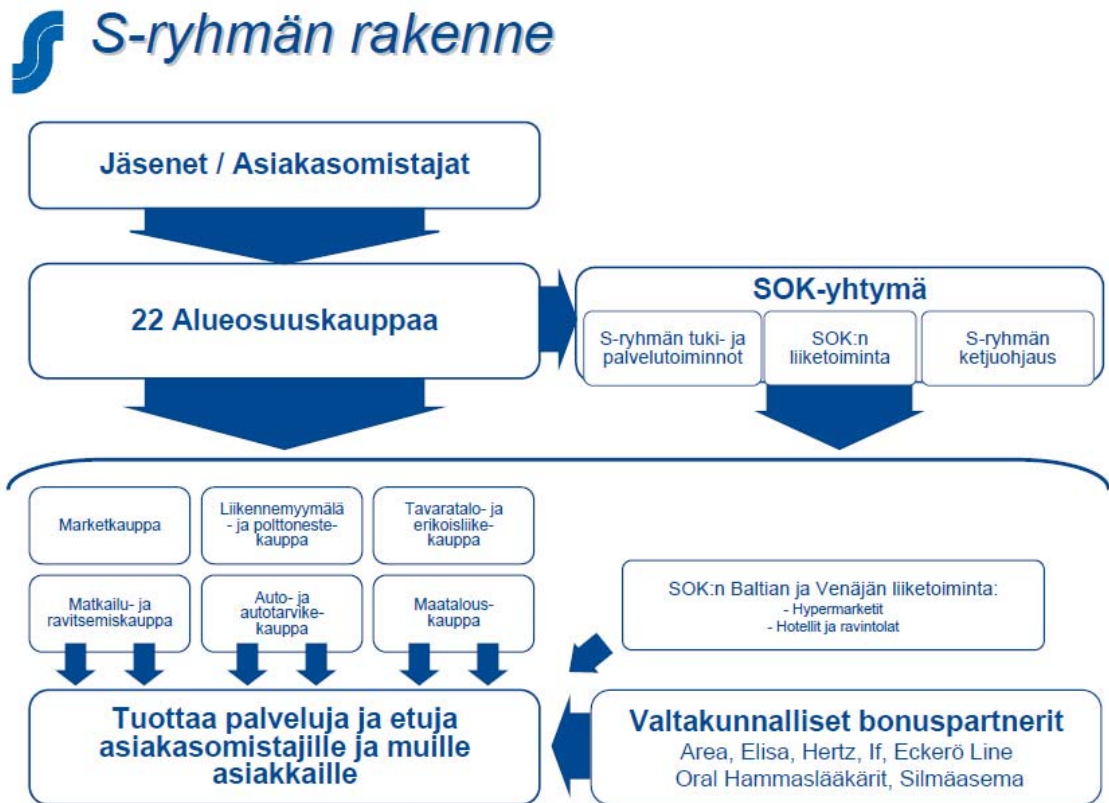 S-ryhmän rakenne
Jäsenet / Asiakasomistajat
22 Alueosuuskauppaa
SOK-yhtymä
S-ryhmän tuki- ja
palvelutoiminnot
SOK:n
liiketoiminta
S-ryhmän
ketjuohjaus
Marketkauppa
Liikennemyymälä
- ja polttoneste-
kauppa
Tavaratalo- ja
erikoisliike-
kauppa
Matkailu- ja
ravitsemiskauppa
Auto- ja
autotarvike-
kauppa
Maatalous-
kauppa
SOK:n Baltian ja Venäjän liiketoiminta:
- Hypermarketit
- Hotellit ja ravintolat
Tuottaa palveluja ja etuja
asiakasomistajille ja muille
asiakkaille
Valtakunnalliset bonuspartnerit
Area, Elisa, Hertz, If, Eckerö Line
Oral Hammaslääkärit, Silmäasema